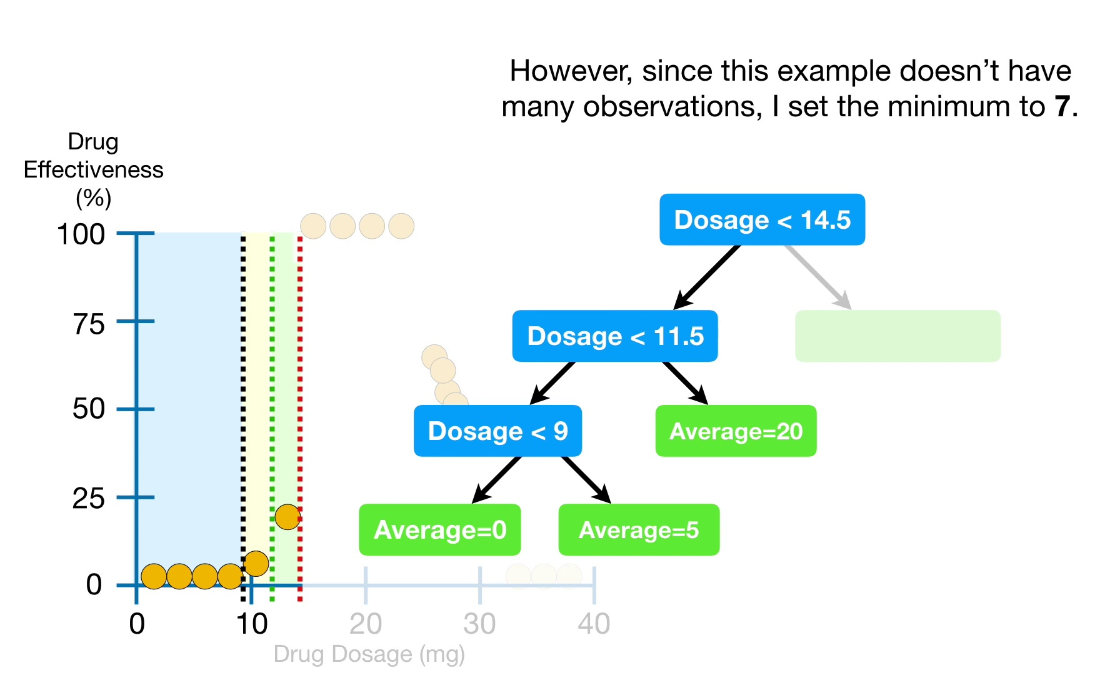 However, since this example doesn't have
many observations, I set the minimum to 7.
Drug
Effectiveness
(%)
100
75
50
25
0
0
10
20
30
40
Drug Dosage (mg)
Dosage < 14.5
Dosage < 11.5
Dosage < 9
Average=20
Average=0
Average=5